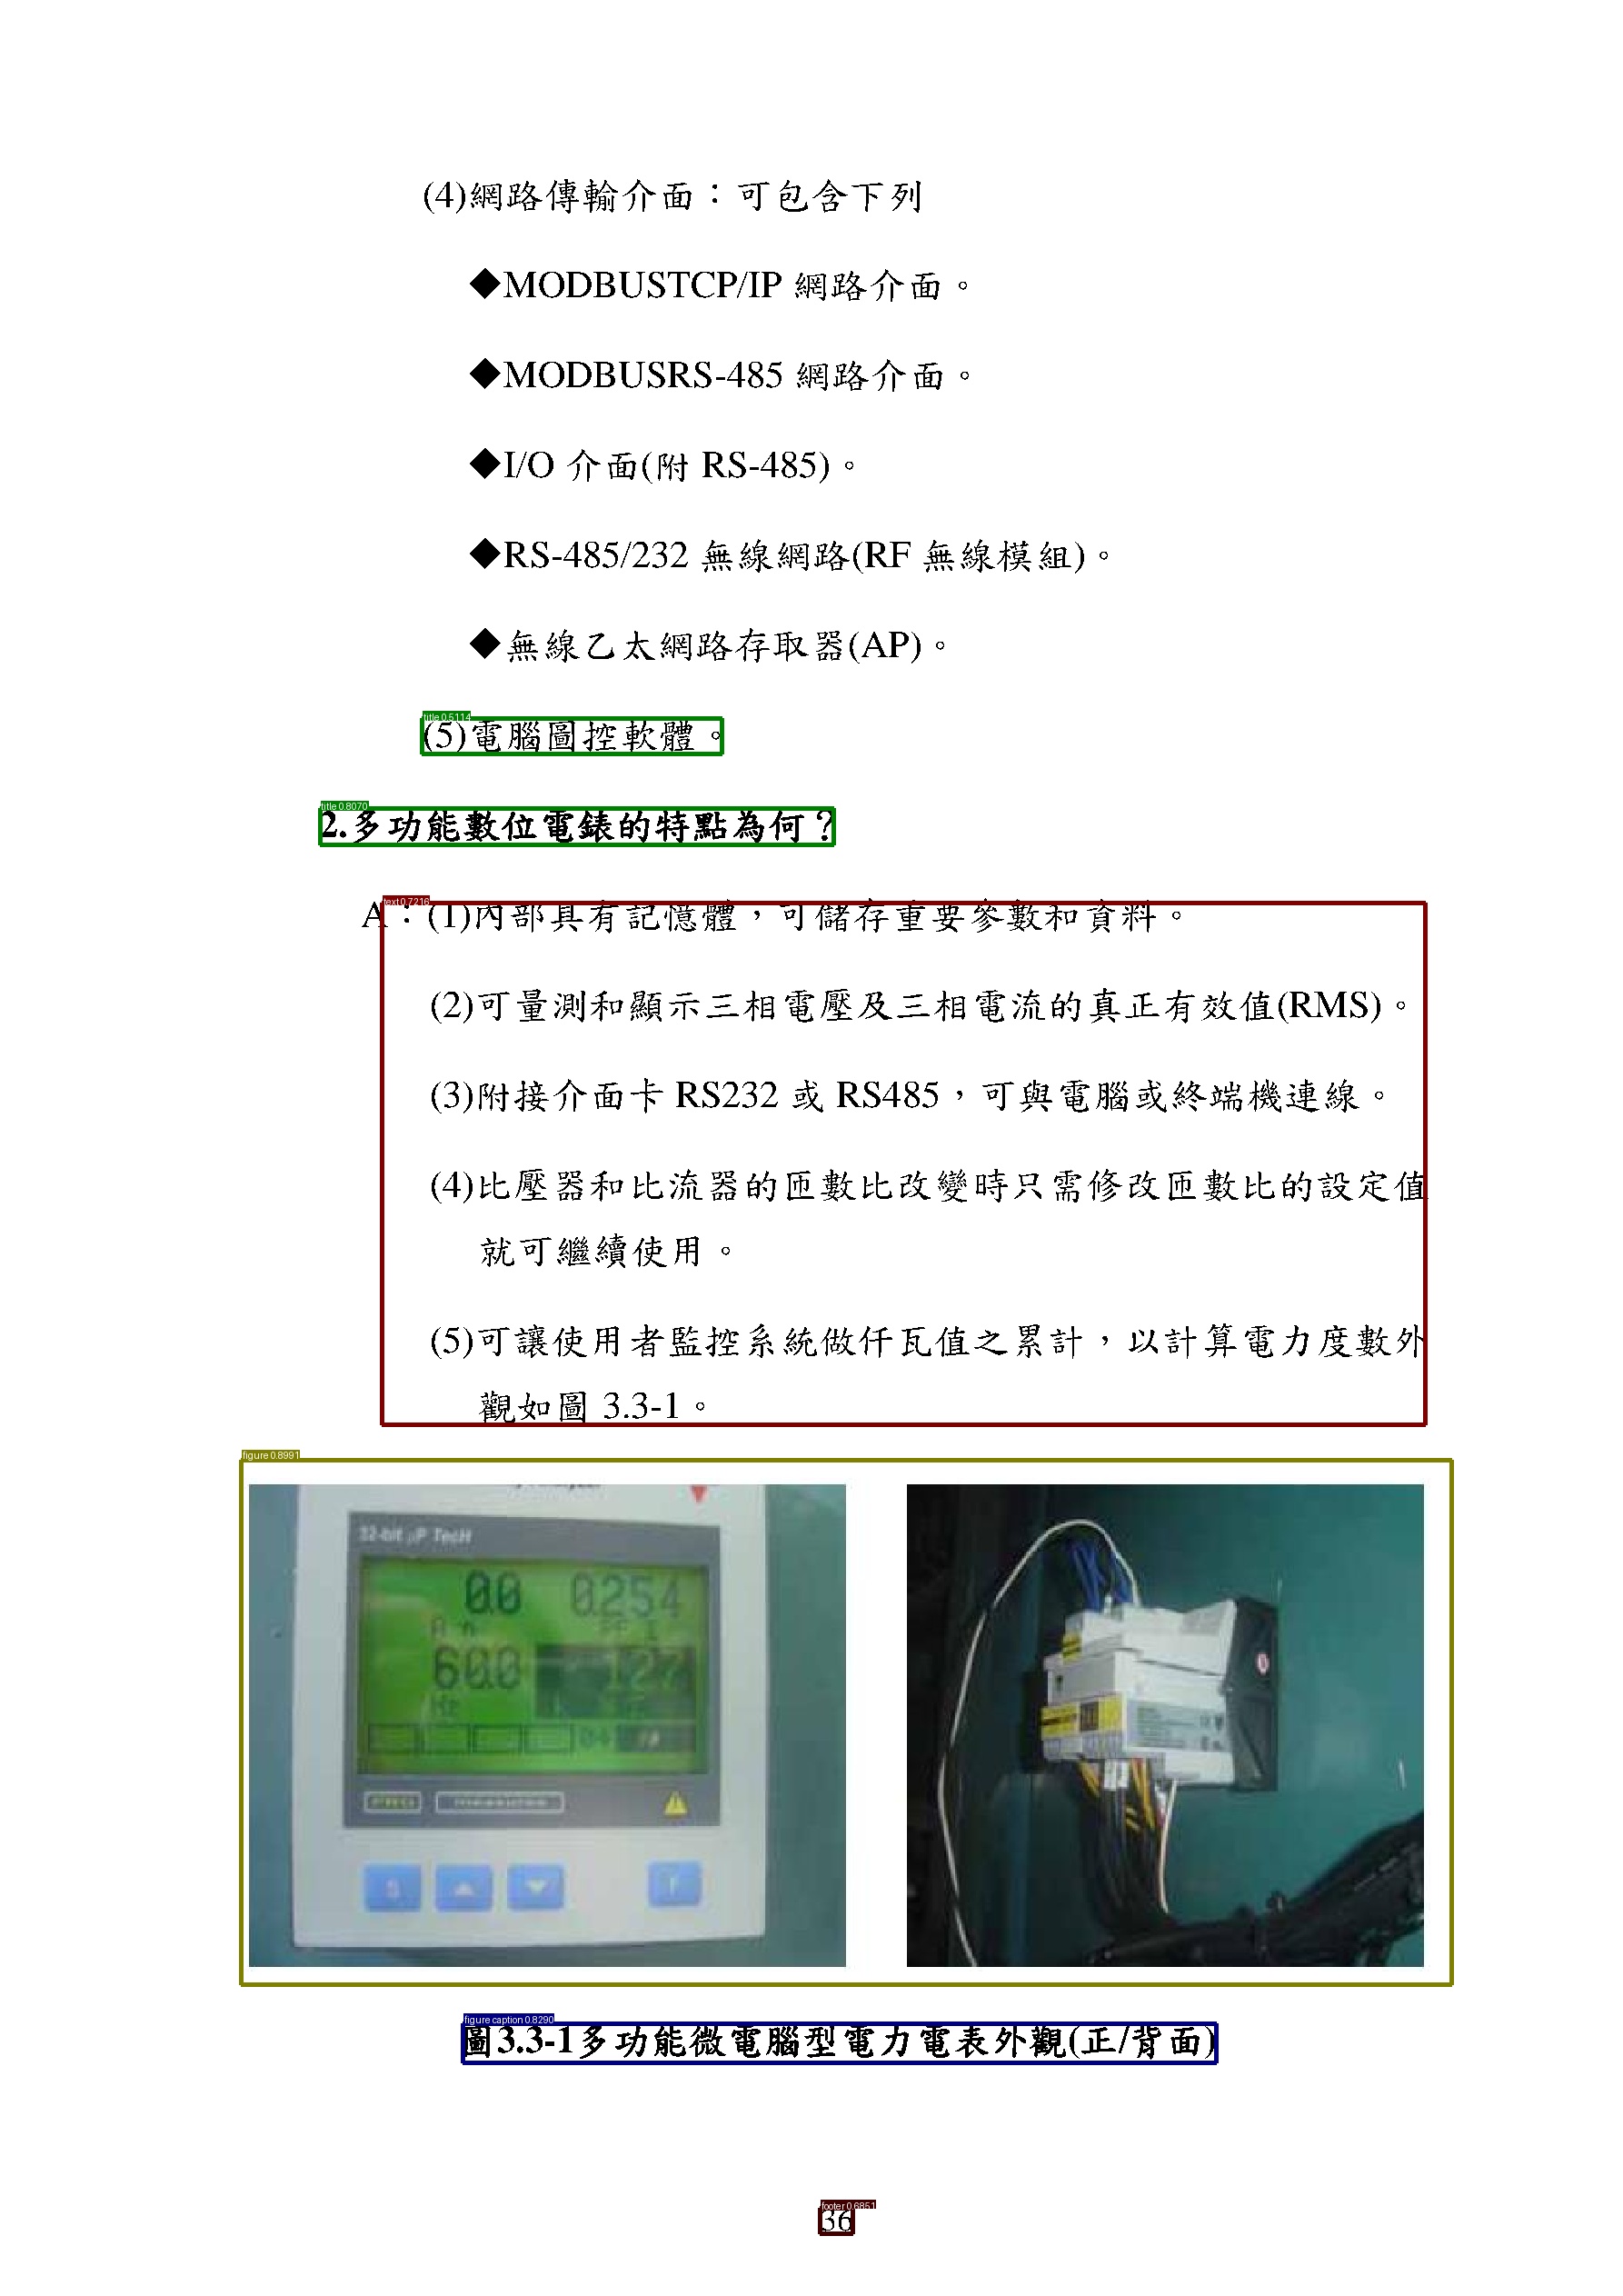 (4)網路傳輸介面：可包含下列
◆MODBUSTCP/IP 網路介面。
◆MODBUSRS-485 網路介面。
◆I/O 介面(附 RS-485)。
◆RS-485/232 無線網路(RF 無線模組)。
◆無線乙太網路存取器(AP)。
title 0.5114
(5)電腦圖控軟體。
title 0.8070
2.多功能數位電錶的特點為何？
text 0.7216
A：(1)內部具有記憶體，可儲存重要參數和資料。
(2)可量測和顯示三相電壓及三相電流的真正有效值(RMS)。
(3)附接介面卡 RS232 或 RS485，可與電腦或終端機連線。
(4)比壓器和比流器的匝數比改變時只需修改匝數比的設定值
就可繼續使用。
(5)可讓使用者監控系統做仟瓦值之累計，以計算電力度數外
觀如圖 3.3-1。
figure 0.8991
32-bit μP TecH
0.0 0.254
A n PF 1
60.0 127
Hz
figure caption 0.8290
圖3.3-1多功能微電腦型電力電表外觀(正/背面)
footer 0.6851
36